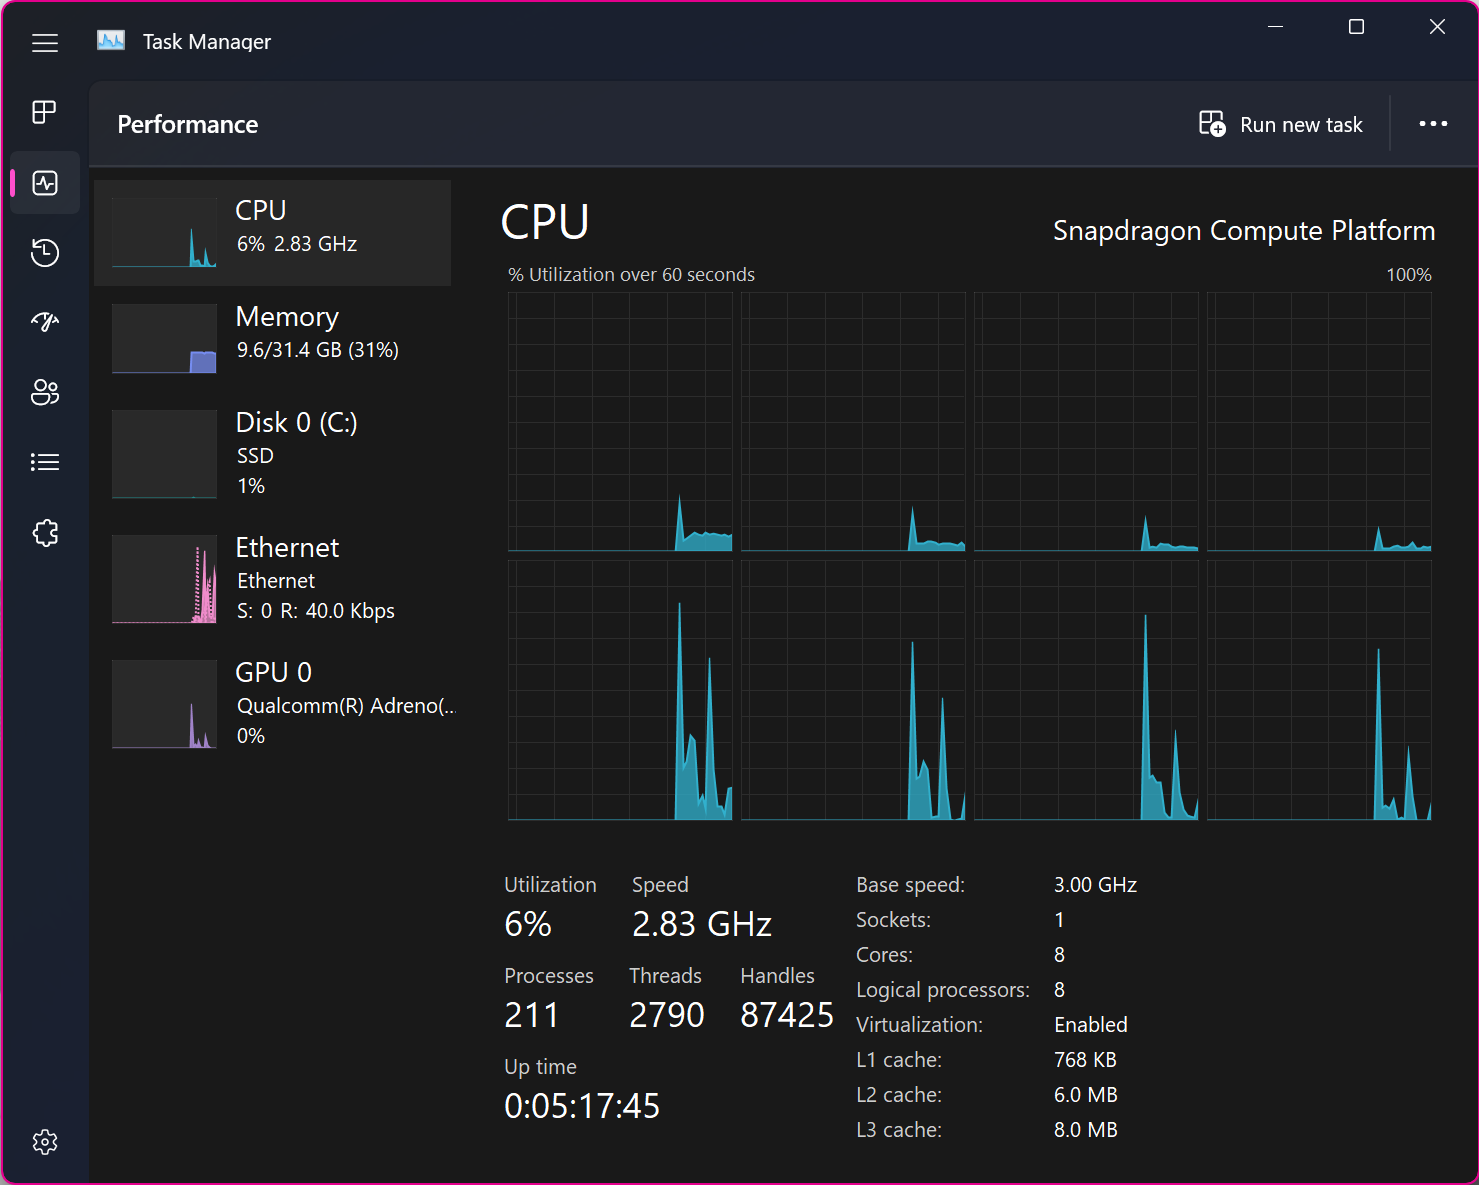 Task Manager
Performance
Run new task
CPU
6% 2.83 GHz
Memory
9.6/31.4 GB (31%)
Disk 0 (C:)
SSD
1%
Ethernet
Ethernet
S: 0 R: 40.0 Kbps
GPU 0
Qualcomm(R) Adreno(...
0%
CPU
Snapdragon Compute Platform
% Utilization over 60 seconds
100%
Utilization
Speed
6%
2.83 GHz
Processes
Threads
Handles
211
2790
87425
Up time
0:05:17:45
Base speed: 3.00 GHz
Sockets: 1
Cores: 8
Logical processors: 8
Virtualization: Enabled
L1 cache: 768 KB
L2 cache: 6.0 MB
L3 cache: 8.0 MB